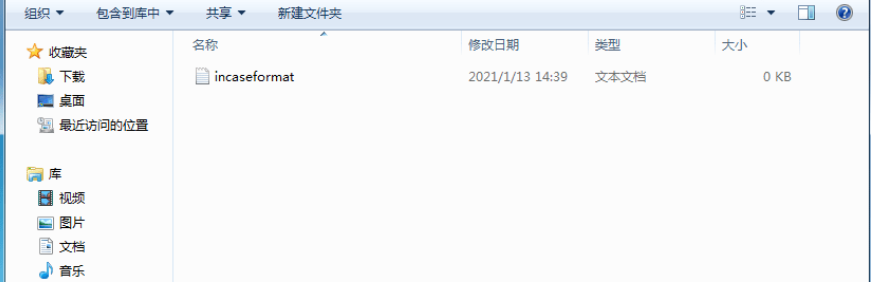 组织 包含到库中 共享 新建文件夹
收藏夹
下载
桌面
最近访问的位置
库
视频
图片
文档
音乐
名称 修改日期 类型 大小
incaseformat 2021/1/13 14:39 文本文档 0 KB